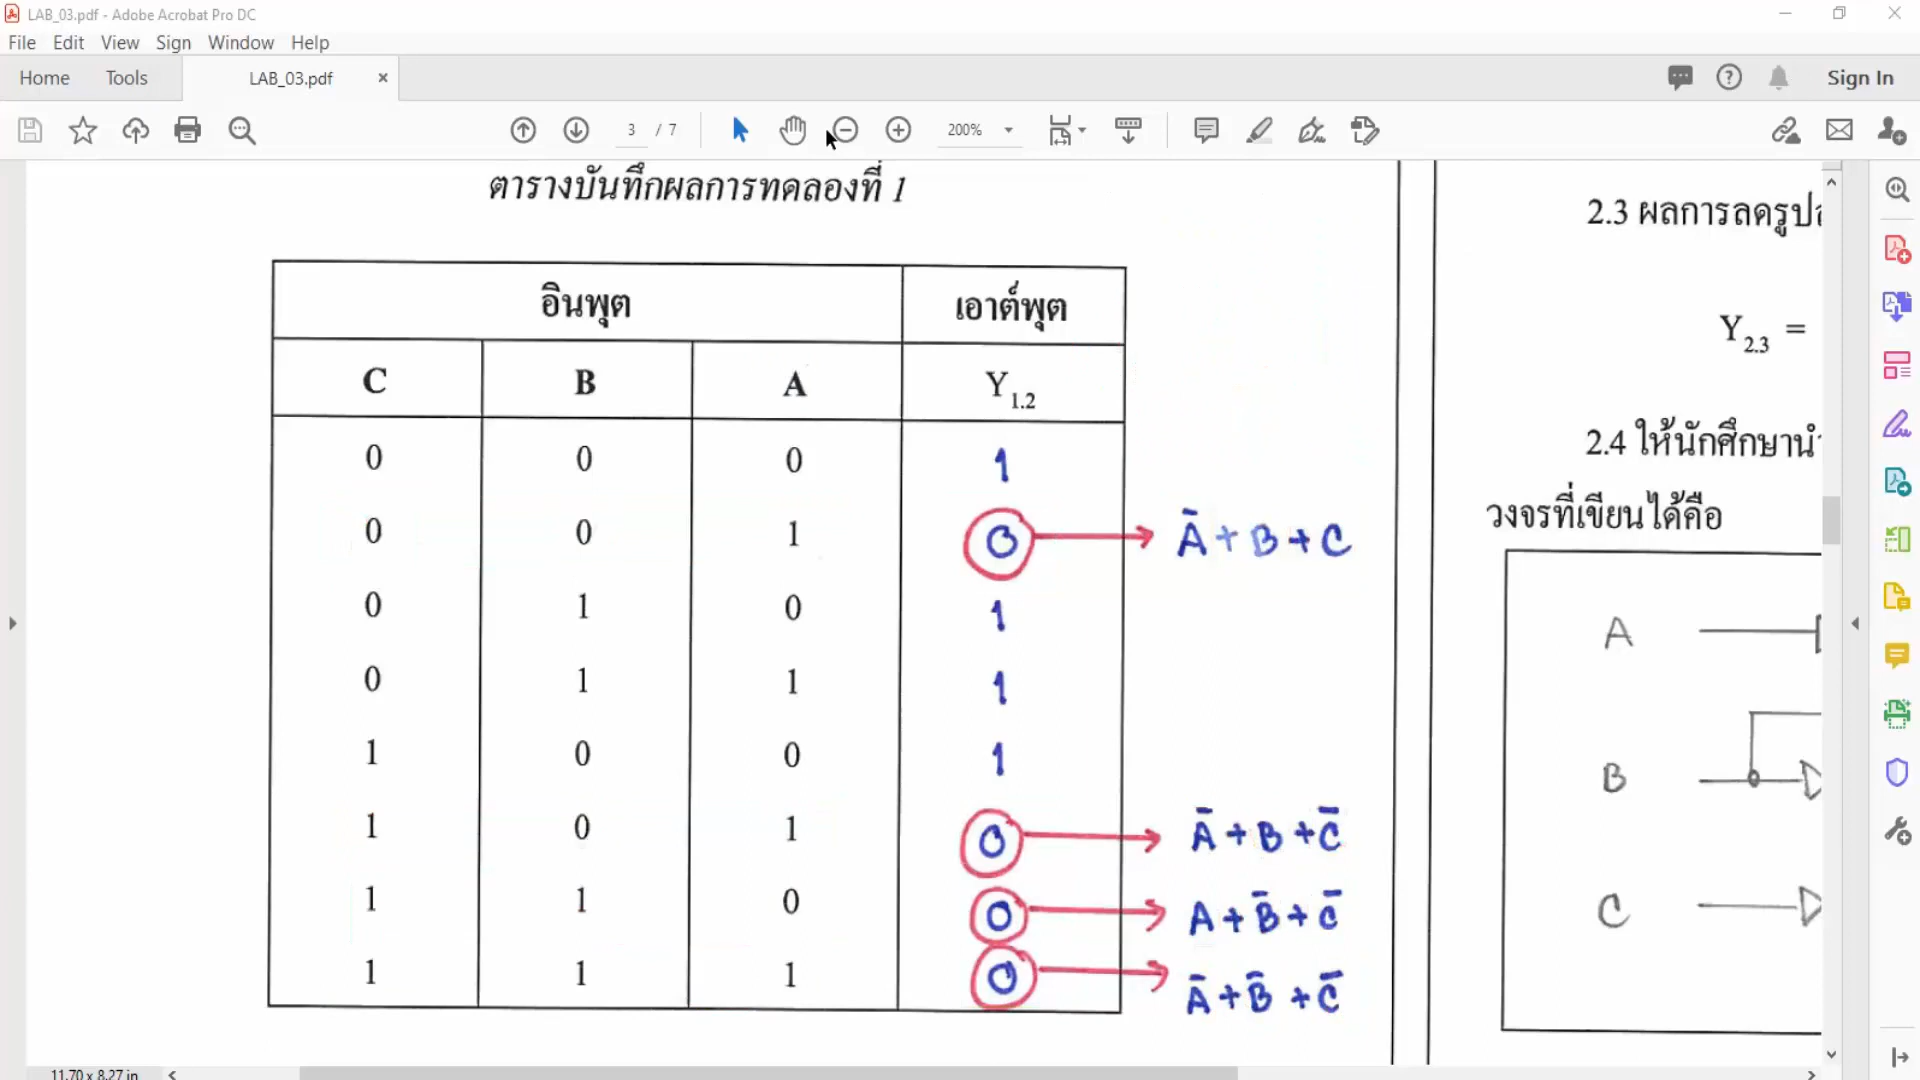 LAB_03.pdf - Adobe Acrobat Pro DC
File Edit View Sign Window Help
Home Tools LAB_03.pdf × Sign In
3 / 7 200%
ตารางบันทึกผลการทดลองที่ 1
อินพุต เอาต์พุต
C B A Y1.2
0 0 0 1
0 0 1 0 Ā + B + C
0 1 0 1
0 1 1 1
1 0 0 1
1 0 1 0 Ā + B + C̄
1 1 0 0 A + B̄ + C̄
1 1 1 0 Ā + B̄ + C̄
2.3 ผลการลดรูป
Y2.3 =
2.4 ให้นักศึกษานำ
วงจรที่เขียนได้คือ
A
B
C
11.70 x 8.27 in